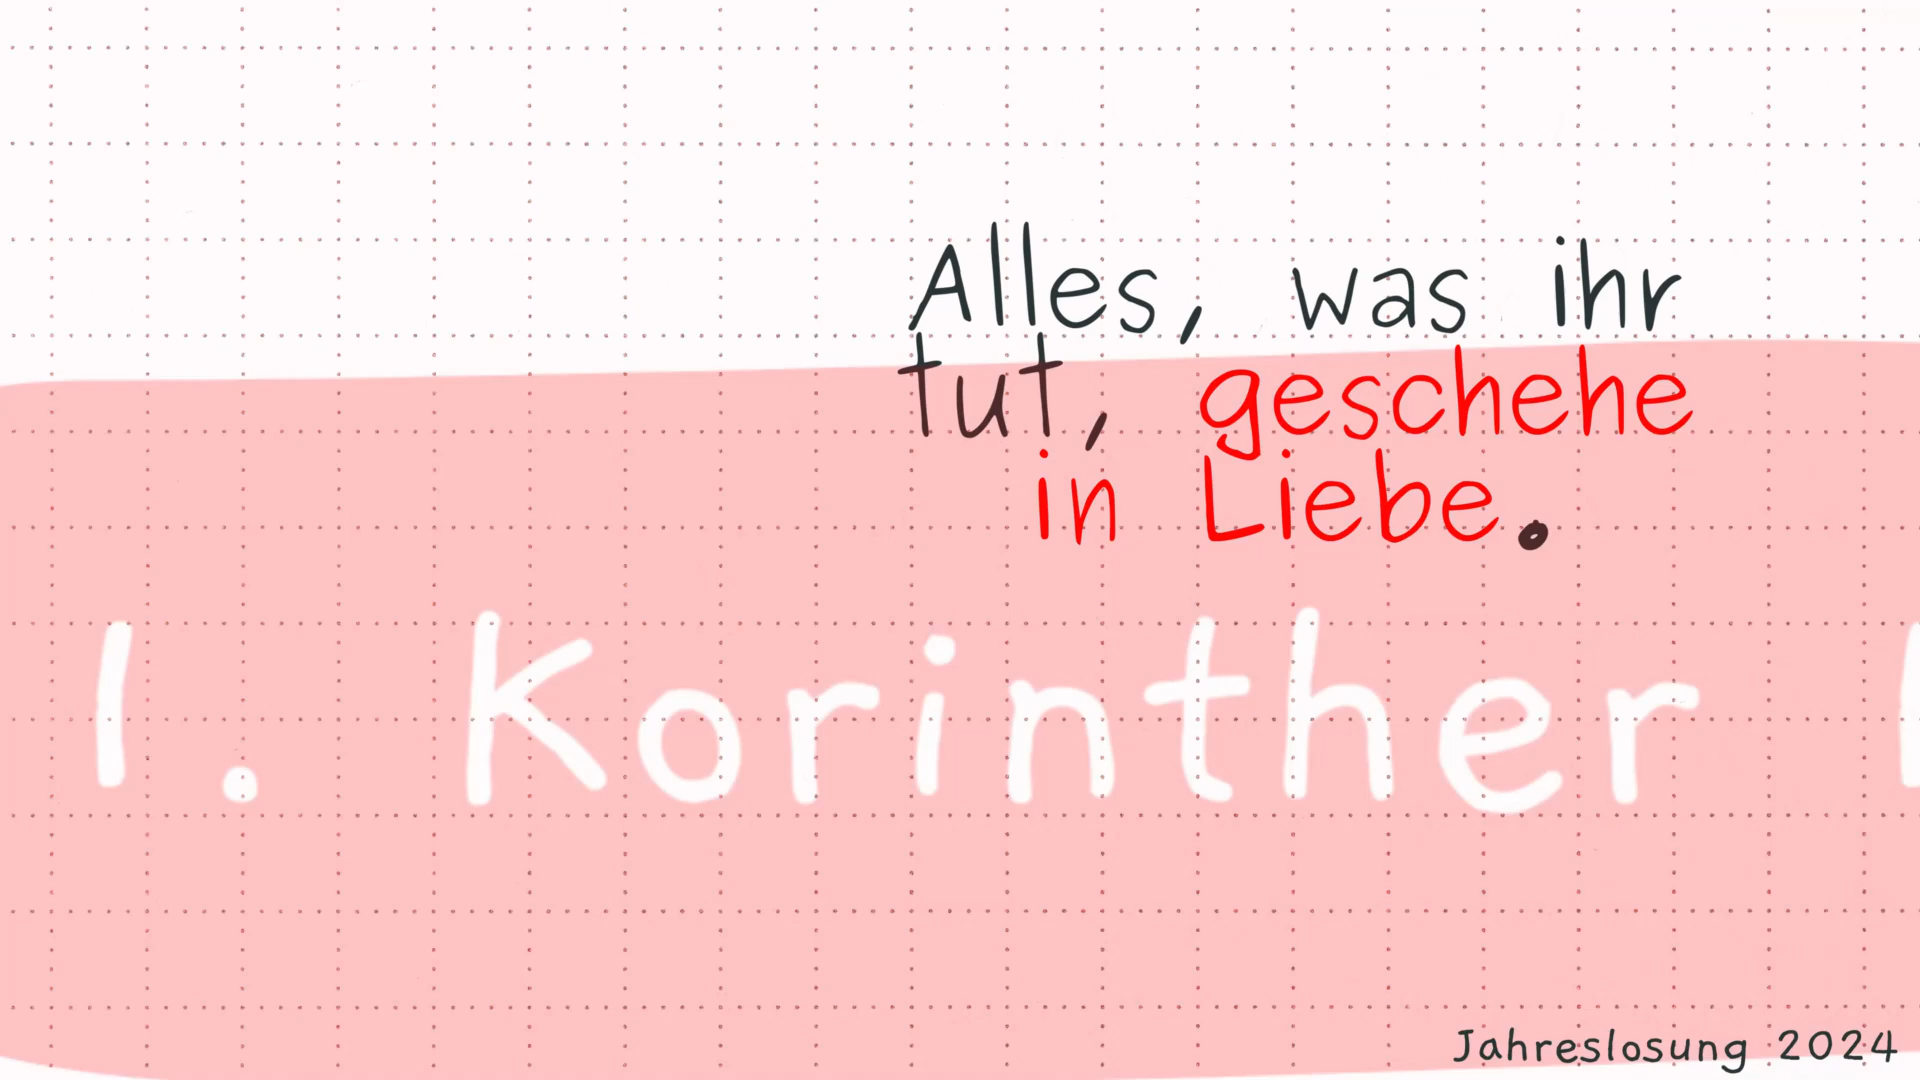 Alles, was ihr
tut, geschehe
in Liebe.
1. Korinther
Jahreslosung 2024